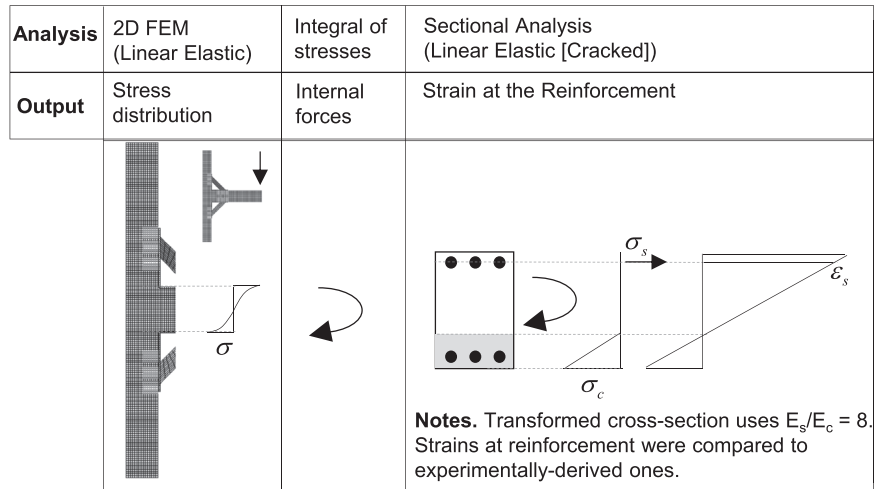 Analysis
2D FEM
(Linear Elastic)
Integral of
stresses
Sectional Analysis
(Linear Elastic [Cracked])
Output
Stress
distribution
Internal
forces
Strain at the Reinforcement
σ
σs
εs
σc
Notes. Transformed cross-section uses Es/Ec = 8.
Strains at reinforcement were compared to
experimentally-derived ones.